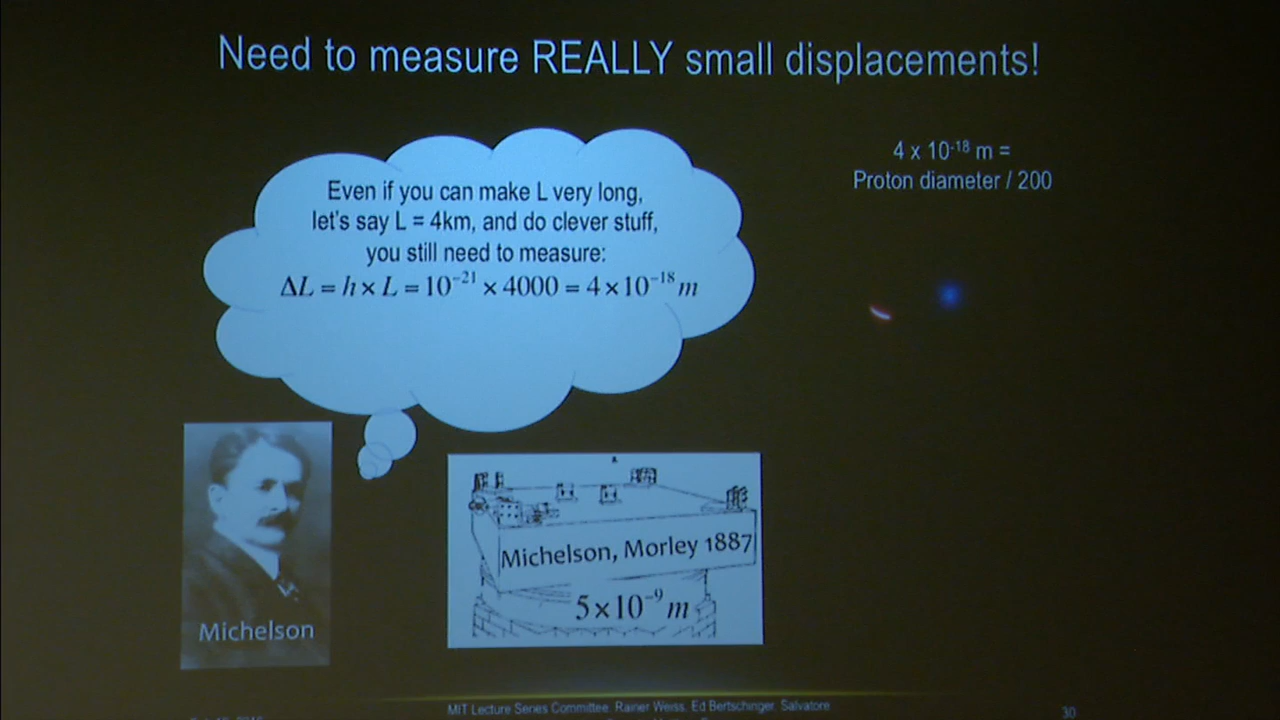 Need to measure REALLY small displacements!
4 x 10⁻¹⁸ m =
Proton diameter / 200
Even if you can make L very long,
let's say L = 4km, and do clever stuff,
you still need to measure:
ΔL = h × L = 10⁻²¹ × 4000 = 4 × 10⁻¹⁸ m
Michelson, Morley 1887
5×10⁻⁹ m
Michelson
MIT Lecture Series Committee. Rainer Weiss. Ed Bertschinger. Salvatore
30